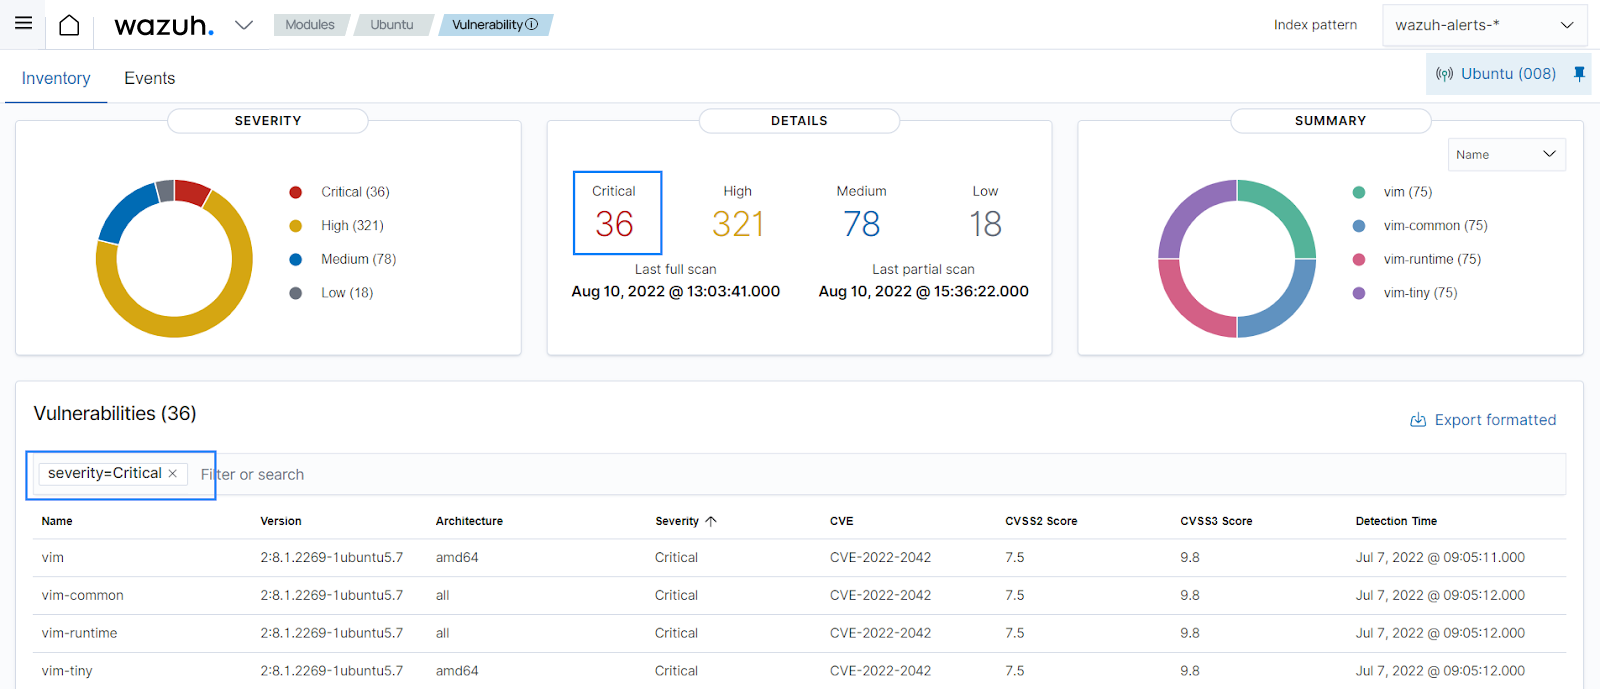 wazuh.
Modules
Ubuntu
Vulnerability
Index pattern
wazuh-alerts-*
Inventory
Events
Ubuntu (008)
SEVERITY
Critical (36)
High (321)
Medium (78)
Low (18)
DETAILS
Critical
36
High
321
Medium
78
Low
18
Last full scan
Aug 10, 2022 @ 13:03:41.000
Last partial scan
Aug 10, 2022 @ 15:36:22.000
SUMMARY
Name
vim (75)
vim-common (75)
vim-runtime (75)
vim-tiny (75)
Vulnerabilities (36)
Export formatted
severity=Critical × Filter or search
Name Version Architecture Severity CVE CVSS2 Score CVSS3 Score Detection Time
vim 2:8.1.2269-1ubuntu5.7 amd64 Critical CVE-2022-2042 7.5 9.8 Jul 7, 2022 @ 09:05:11.000
vim-common 2:8.1.2269-1ubuntu5.7 all Critical CVE-2022-2042 7.5 9.8 Jul 7, 2022 @ 09:05:12.000
vim-runtime 2:8.1.2269-1ubuntu5.7 all Critical CVE-2022-2042 7.5 9.8 Jul 7, 2022 @ 09:05:12.000
vim-tiny 2:8.1.2269-1ubuntu5.7 amd64 Critical CVE-2022-2042 7.5 9.8 Jul 7, 2022 @ 09:05:12.000